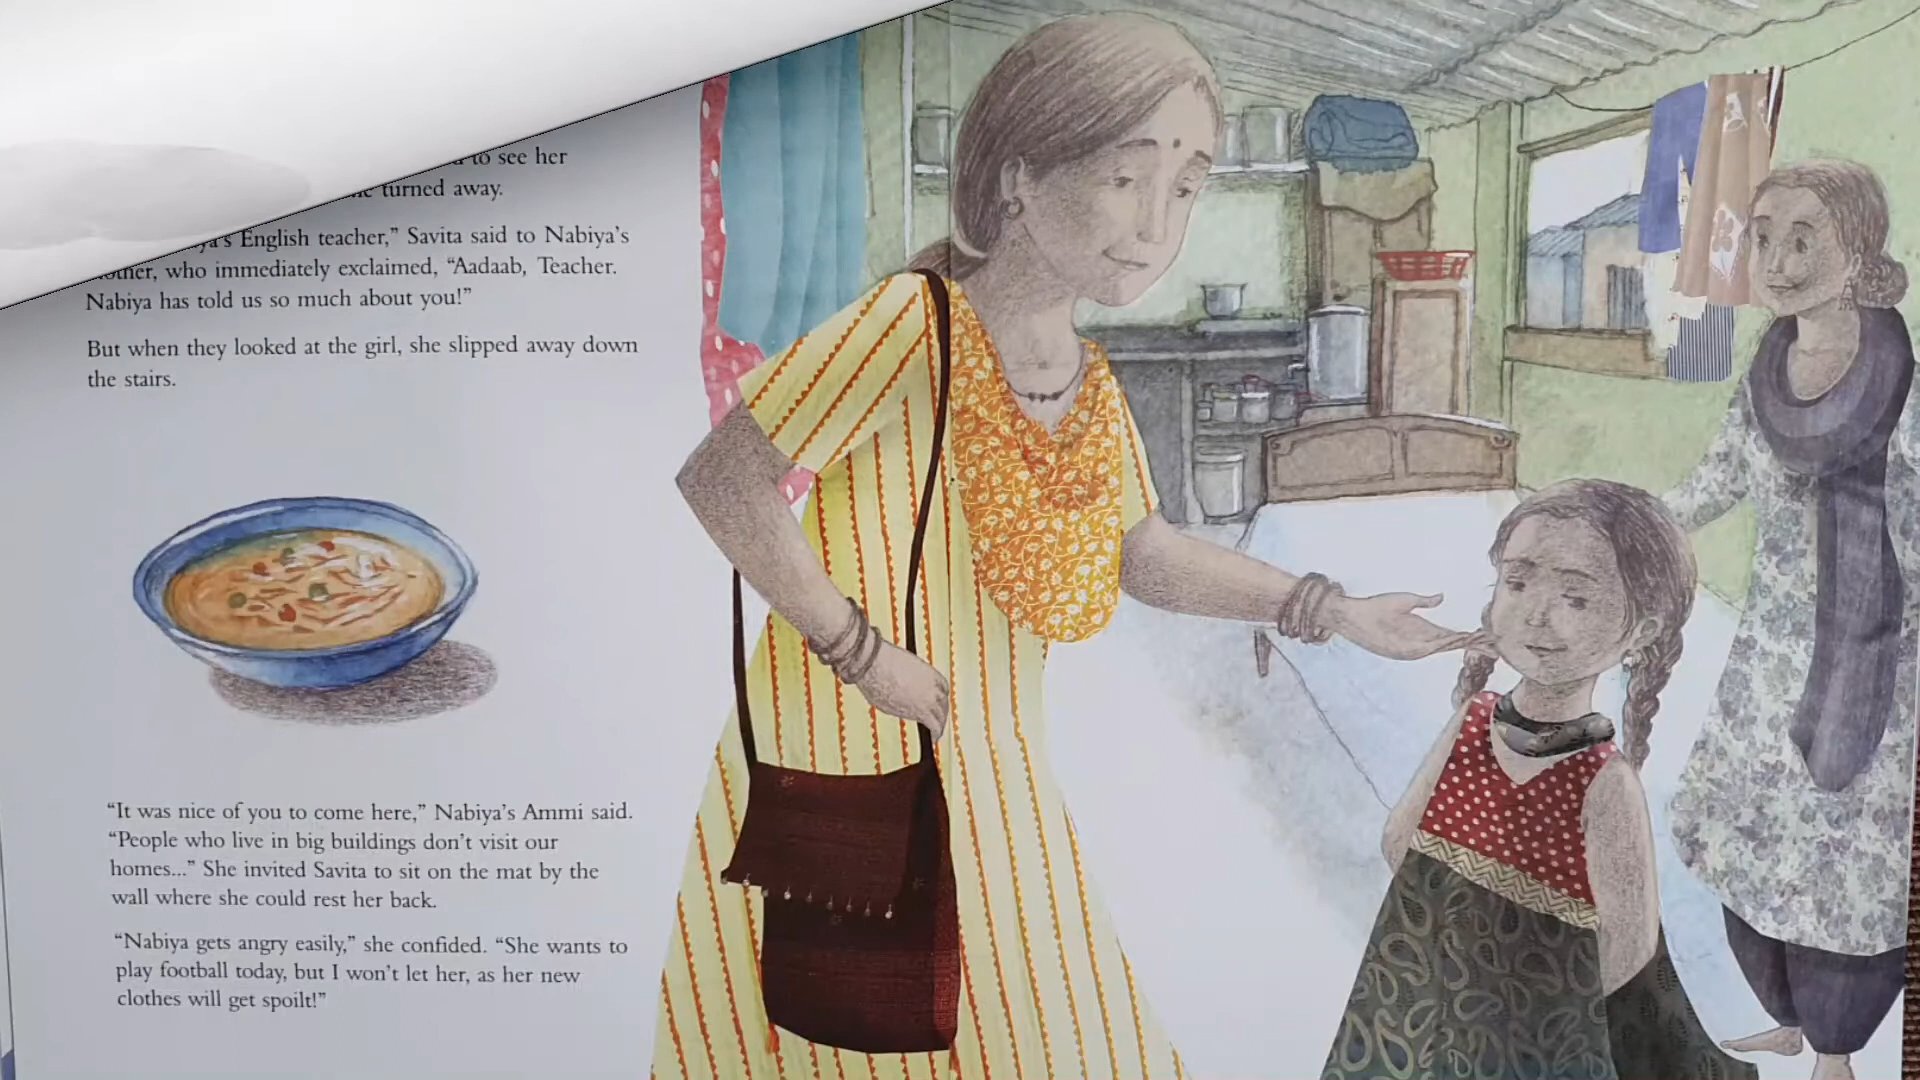 to see her
turned away.
English teacher,” Savita said to Nabiya’s
who immediately exclaimed, “Aadaab, Teacher.
Nabiya has told us so much about you!”
But when they looked at the girl, she slipped away down
the stairs.
“It was nice of you to come here,” Nabiya’s Ammi said.
“People who live in big buildings don’t visit our
homes...” She invited Savita to sit on the mat by the
wall where she could rest her back.
“Nabiya gets angry easily,” she confided. “She wants to
play football today, but I won’t let her, as her new
clothes will get spoilt!”